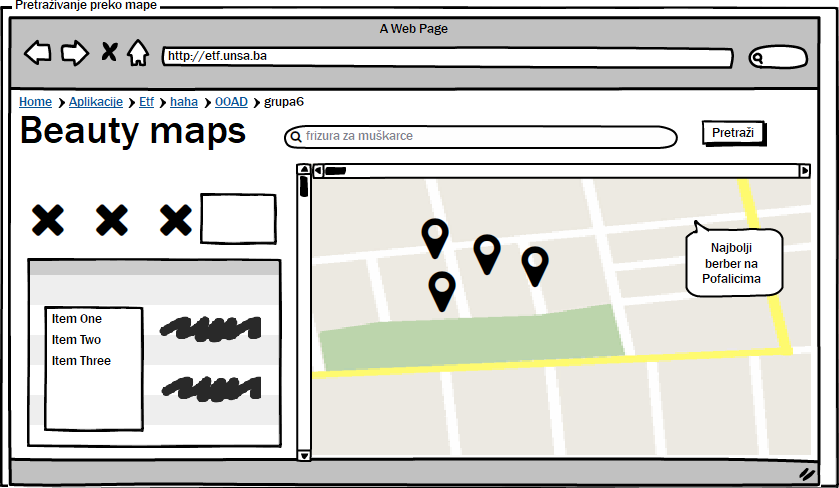 Pretraživanje preko mape
A Web Page
http://etf.unsa.ba
Home Aplikacije Etf haha OOAD grupa6
Beauty maps
frizura za muškarce
Pretraži
Najbolji
berber na
Pofalicima
Item One
Item Two
Item Three